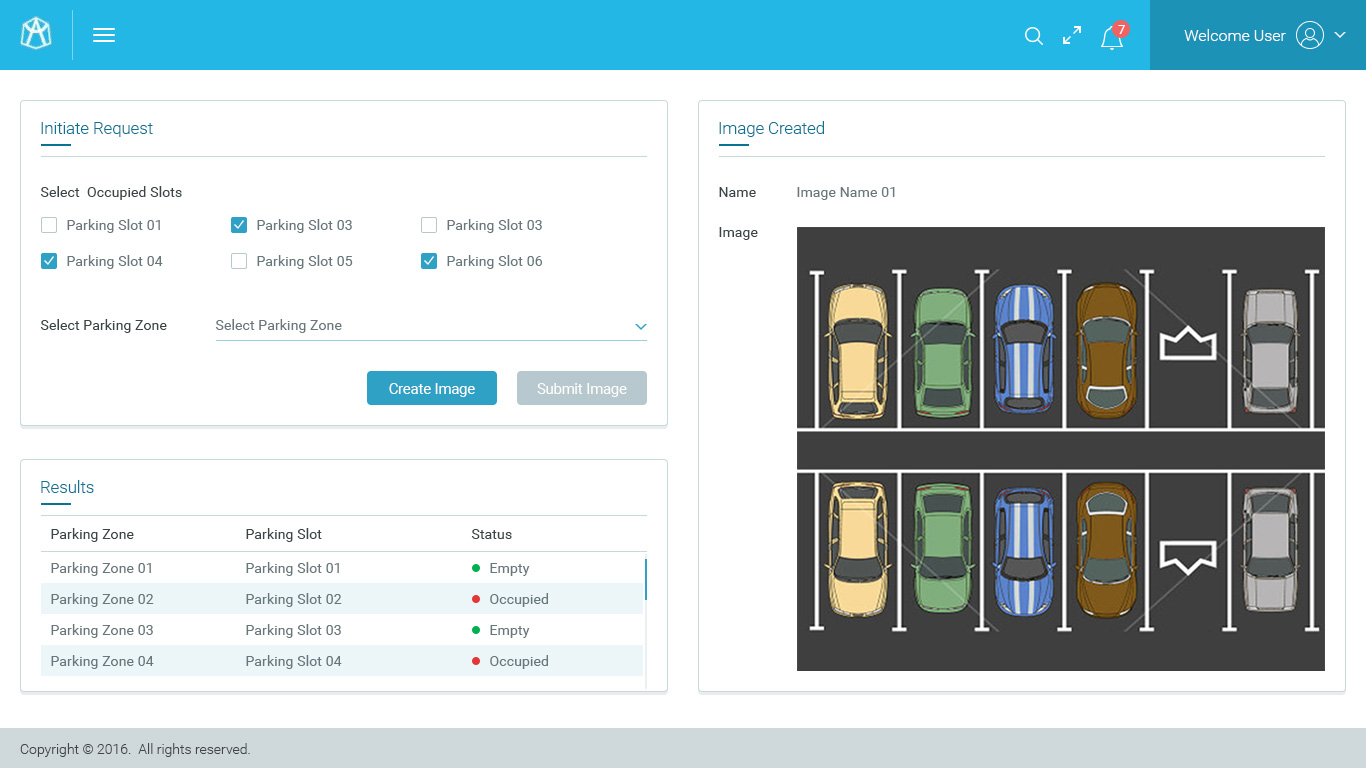 7
Welcome User
Initiate Request
Select  Occupied Slots
Parking Slot 01
Parking Slot 03
Parking Slot 03
Parking Slot 04
Parking Slot 05
Parking Slot 06
Select Parking Zone
Select Parking Zone
Create Image
Submit Image
Results
Parking Zone Parking Slot Status
Parking Zone 01 Parking Slot 01 Empty
Parking Zone 02 Parking Slot 02 Occupied
Parking Zone 03 Parking Slot 03 Empty
Parking Zone 04 Parking Slot 04 Occupied
Image Created
Name Image Name 01
Image
Copyright © 2016.  All rights reserved.